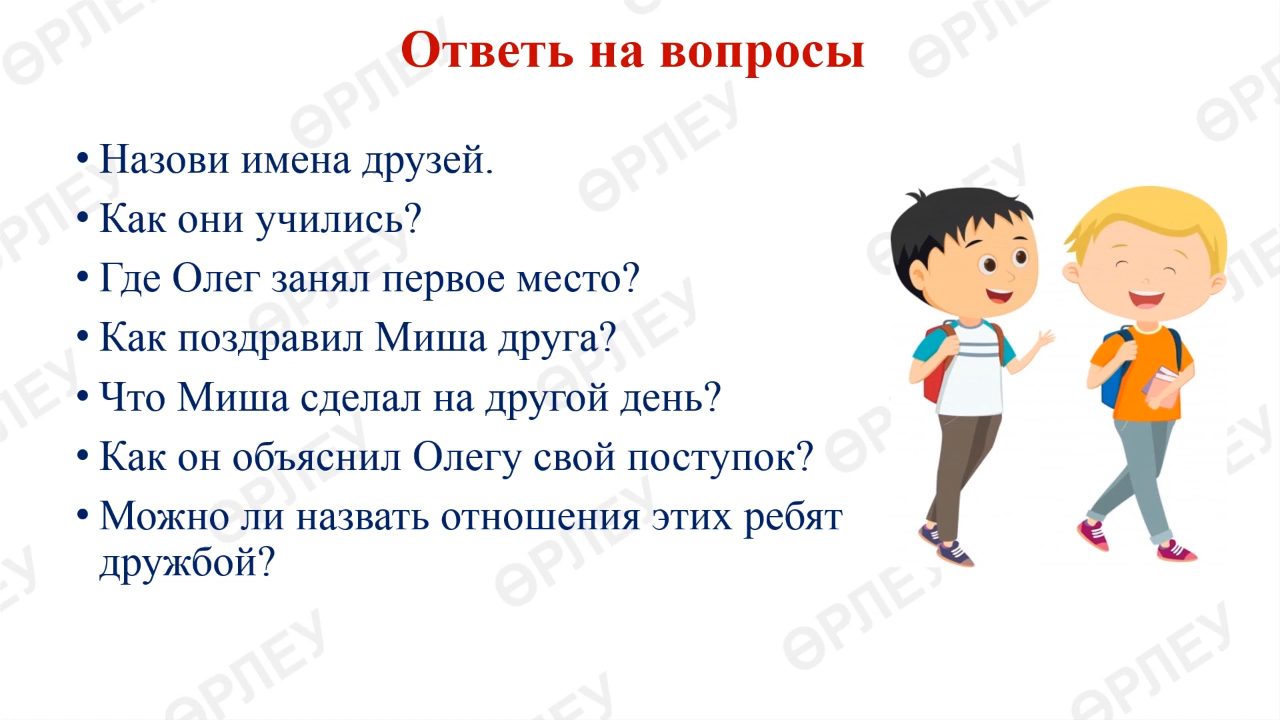 Ответь на вопросы
• Назови имена друзей.
• Как они учились?
• Где Олег занял первое место?
• Как поздравил Миша друга?
• Что Миша сделал на другой день?
• Как он объяснил Олегу свой поступок?
• Можно ли назвать отношения этих ребят
дружбой?
ӨРЛЕУ